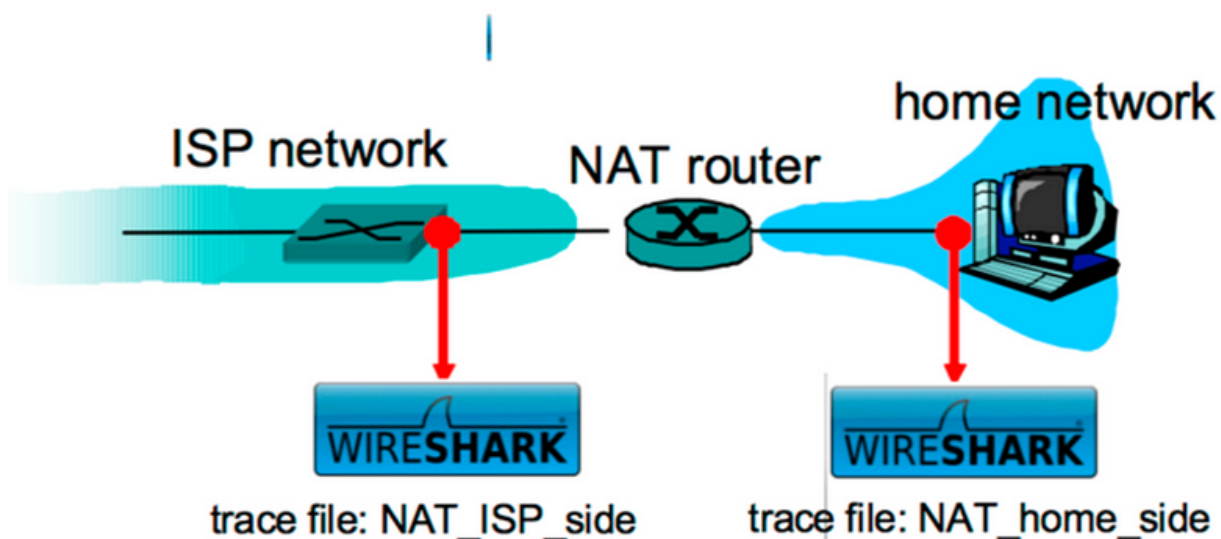 home network
ISP network
NAT router
WIRESHARK
WIRESHARK
trace file: NAT_ISP_side
trace file: NAT_home_side